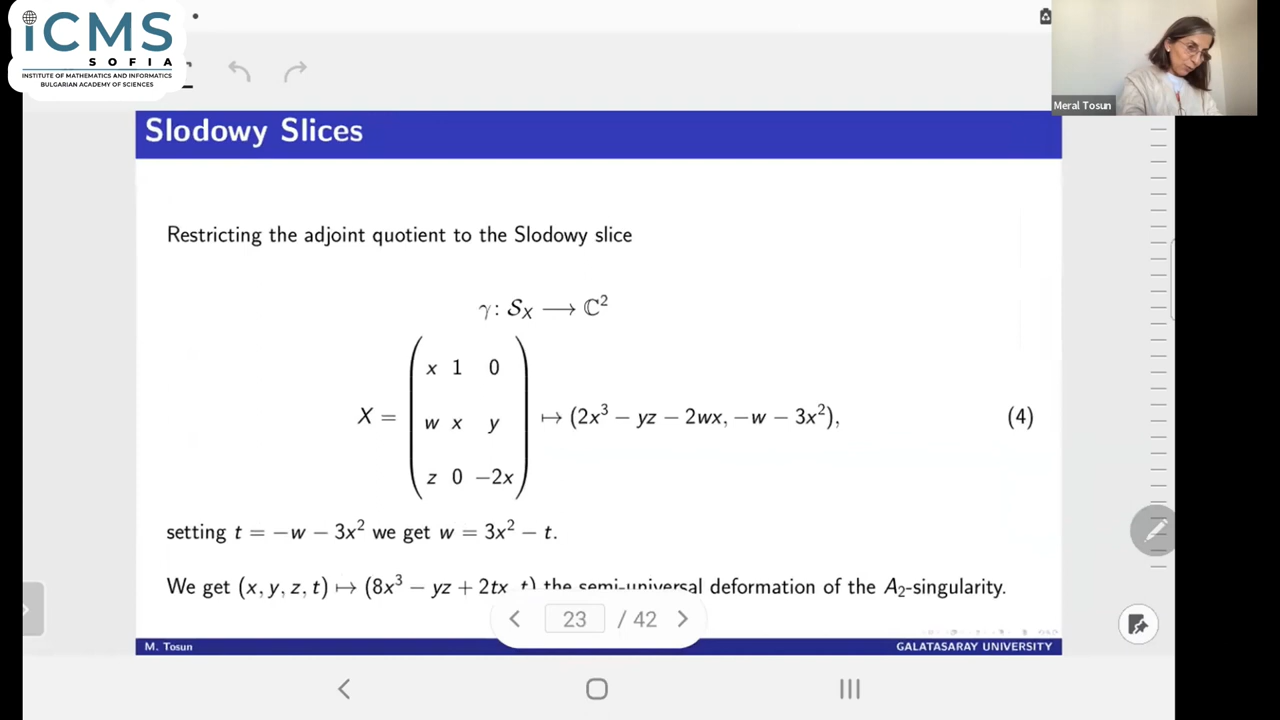 iCMS
SOFIA
INSTITUTE OF MATHEMATICS AND INFORMATICS
BULGARIAN ACADEMY OF SCIENCES
Meral Tosun
Slodowy Slices
Restricting the adjoint quotient to the Slodowy slice
γ: S_X ⟶ ℂ²
X = ( x 1 0
w x y
z 0 −2x ) ↦ (2x³ − yz − 2wx, −w − 3x²), (4)
setting t = −w − 3x² we get w = 3x² − t.
We get (x, y, z, t) ↦ (8x³ − yz + 2tx t) the semi-universal deformation of the A₂-singularity.
23 / 42
M. Tosun GALATASARAY UNIVERSITY